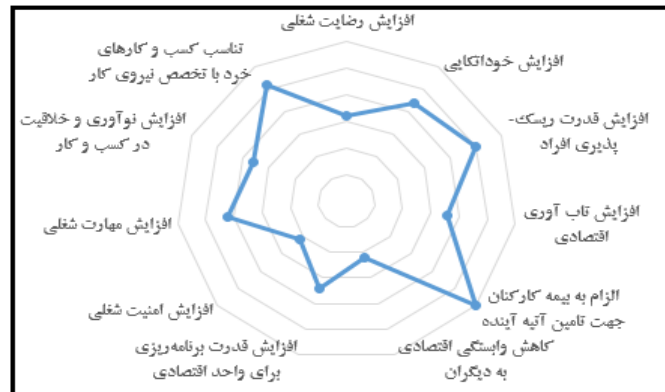 افزایش رضایت شغلی
افزایش خوداتکایی
افزایش قدرت ریسک-
پذیری افراد
افزایش تاب آوری
اقتصادی
الزام به بیمه کارکنان
جهت تامین آتیه آینده
کاهش وابستگی اقتصادی
به دیگران
افزایش قدرت برنامه‌ریزی
برای واحد اقتصادی
افزایش امنیت شغلی
افزایش مهارت شغلی
افزایش نوآوری و خلاقیت
در کسب و کار
تناسب کسب و کارهای
خرد با تخصص نیروی کار